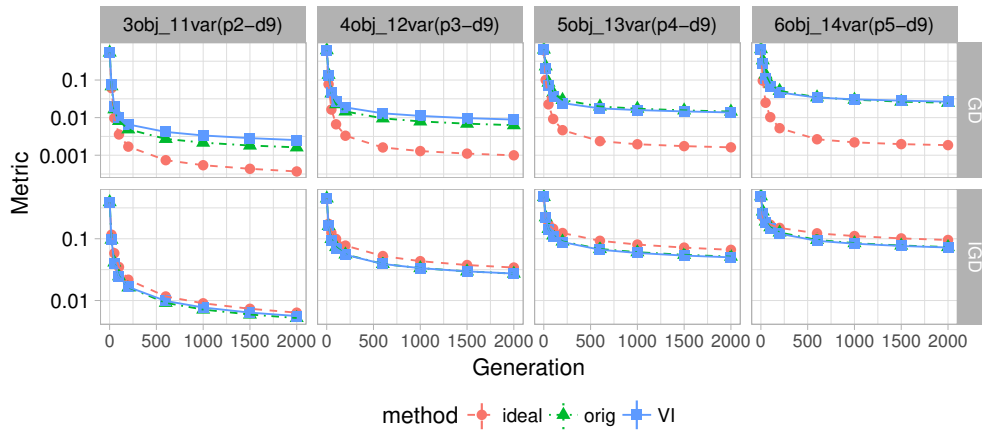 3obj_11var(p2−d9) 4obj_12var(p3−d9) 5obj_13var(p4−d9) 6obj_14var(p5−d9)
0.1
0.01
0.001
GD
Metric
0.1
0.01
IGD
0 500 1000 1500 2000 0 500 1000 1500 2000 0 500 1000 1500 2000 0 500 1000 1500 2000
Generation
method ideal orig VI